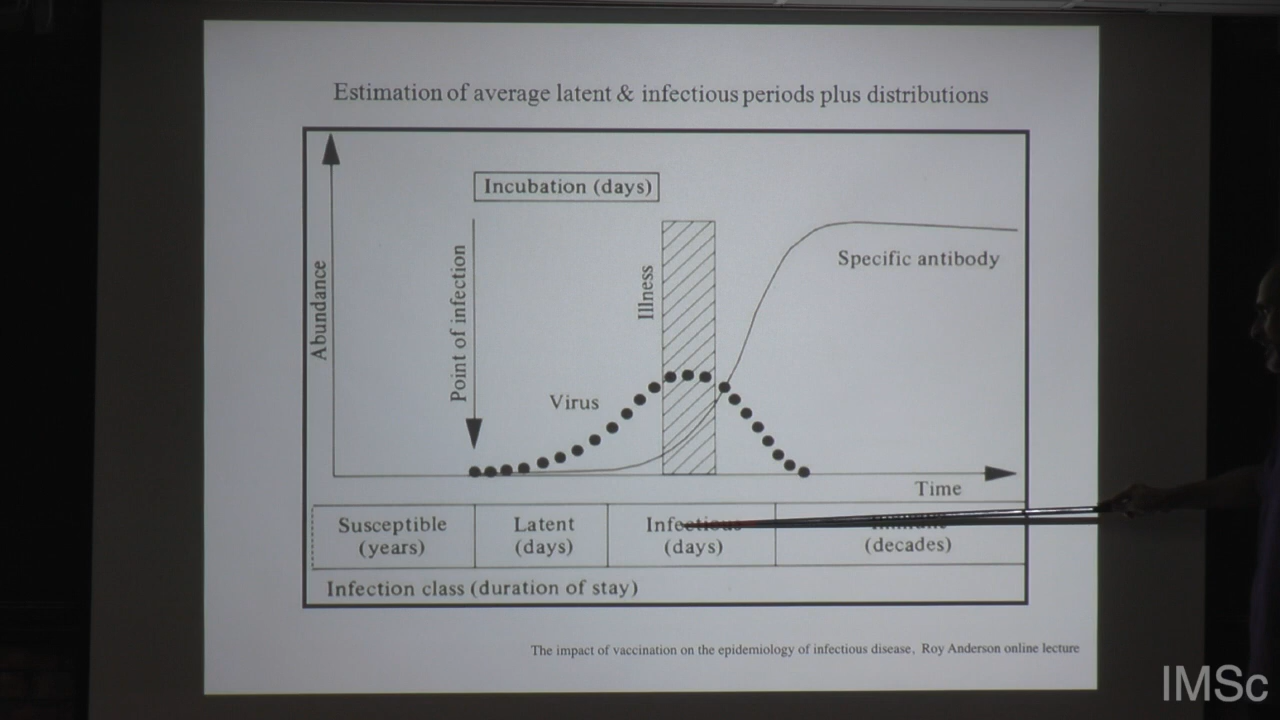 Estimation of average latent & infectious periods plus distributions
Incubation (days)
Abundance
Point of infection
Illness
Specific antibody
Virus
Time
Susceptible
(years)
Latent
(days)
Infectious
(days)
(decades)
Infection class (duration of stay)
The impact of vaccination on the epidemiology of infectious disease, Roy Anderson online lecture
IMSc